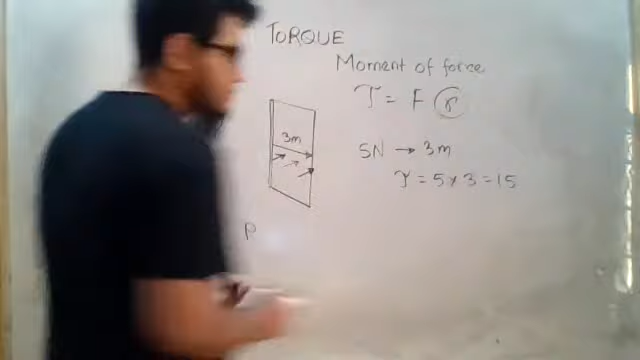 TORQUE
Moment of force
τ = F r
3m
5N → 3m
τ = 5 × 3 = 15
P